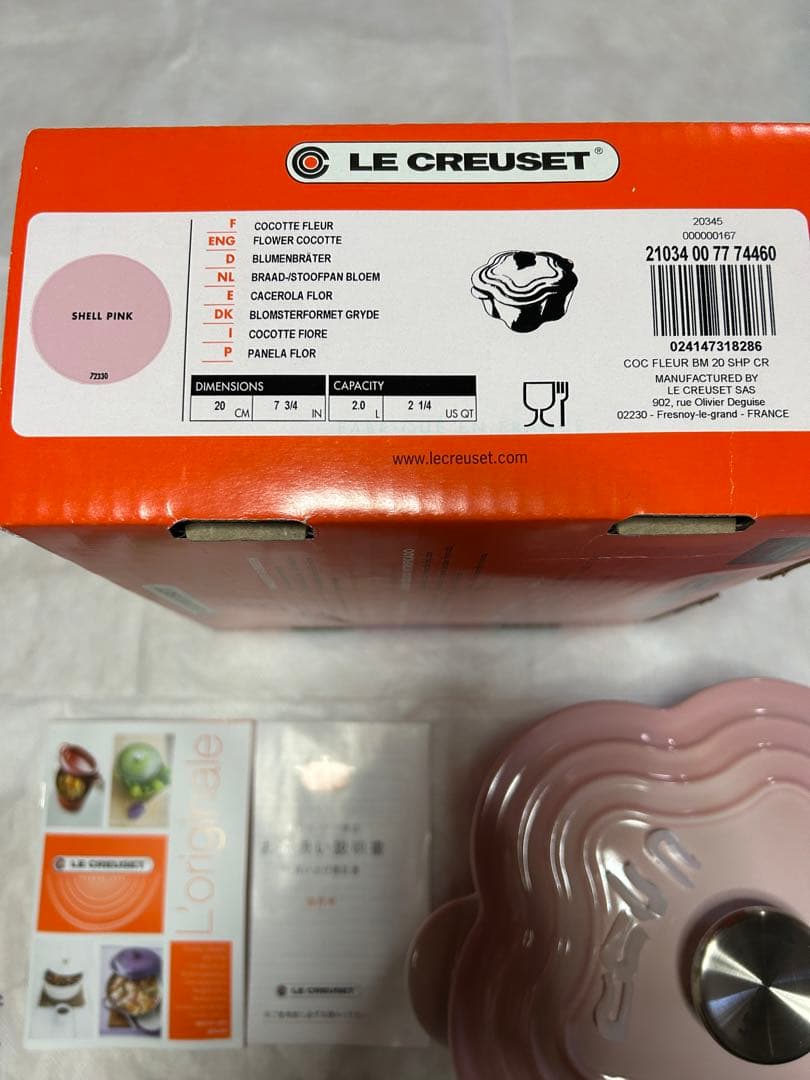 LE CREUSET®
SHELL PINK
72330
F COCOTTE FLEUR
ENG FLOWER COCOTTE
D BLUMENBRÄTER
NL BRAAD-/STOOFPAN BLOEM
E CACEROLA FLOR
DK BLOMSTERFORMET GRYDE
I COCOTTE FIORE
P PANELA FLOR
DIMENSIONS
20 CM 7 3/4 IN
CAPACITY
2.0 L 2 1/4 US QT
20345
000000167
21034 00 77 74460
024147318286
COC FLEUR BM 20 SHP CR
MANUFACTURED BY
LE CREUSET SAS
902, rue Olivier Deguise
02230 - Fresnoy-le-grand - FRANCE
www.lecreuset.com
L'originale
LE CREUSET
説明書
LE CREUSET